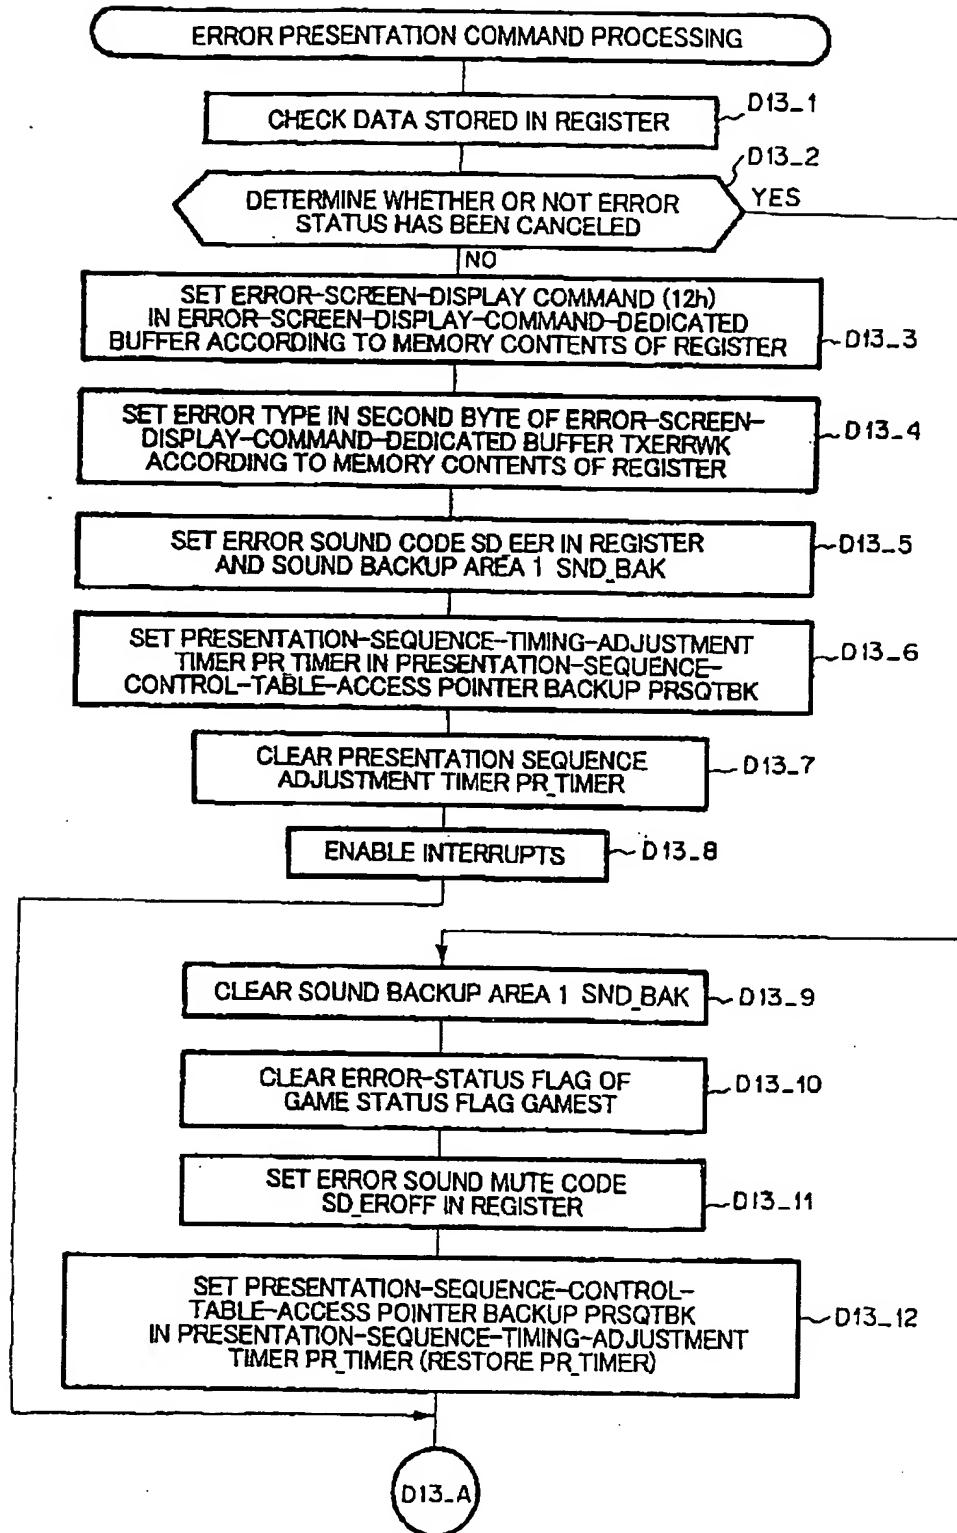 ERROR PRESENTATION COMMAND PROCESSING
D13_1
CHECK DATA STORED IN REGISTER
D13_2
DETERMINE WHETHER OR NOT ERROR
STATUS HAS BEEN CANCELED
YES
NO
SET ERROR-SCREEN-DISPLAY COMMAND (12h)
IN ERROR-SCREEN-DISPLAY-COMMAND-DEDICATED
BUFFER ACCORDING TO MEMORY CONTENTS OF REGISTER
D13_3
SET ERROR TYPE IN SECOND BYTE OF ERROR-SCREEN-
DISPLAY-COMMAND-DEDICATED BUFFER TXERRWK
ACCORDING TO MEMORY CONTENTS OF REGISTER
D13_4
SET ERROR SOUND CODE SD_EER IN REGISTER
AND SOUND BACKUP AREA 1 SND_BAK
D13_5
SET PRESENTATION-SEQUENCE-TIMING-ADJUSTMENT
TIMER PR_TIMER IN PRESENTATION-SEQUENCE-
CONTROL-TABLE-ACCESS POINTER BACKUP PRSQTBK
D13_6
CLEAR PRESENTATION SEQUENCE
ADJUSTMENT TIMER PR_TIMER
D13_7
ENABLE INTERRUPTS
D13_8
CLEAR SOUND BACKUP AREA 1 SND_BAK
D13_9
CLEAR ERROR-STATUS FLAG OF
GAME STATUS FLAG GAMEST
D13_10
SET ERROR SOUND MUTE CODE
SD_EROFF IN REGISTER
D13_11
SET PRESENTATION-SEQUENCE-CONTROL-
TABLE-ACCESS POINTER BACKUP PRSQTBK
IN PRESENTATION-SEQUENCE-TIMING-ADJUSTMENT
TIMER PR_TIMER (RESTORE PR_TIMER)
D13_12
D13_A